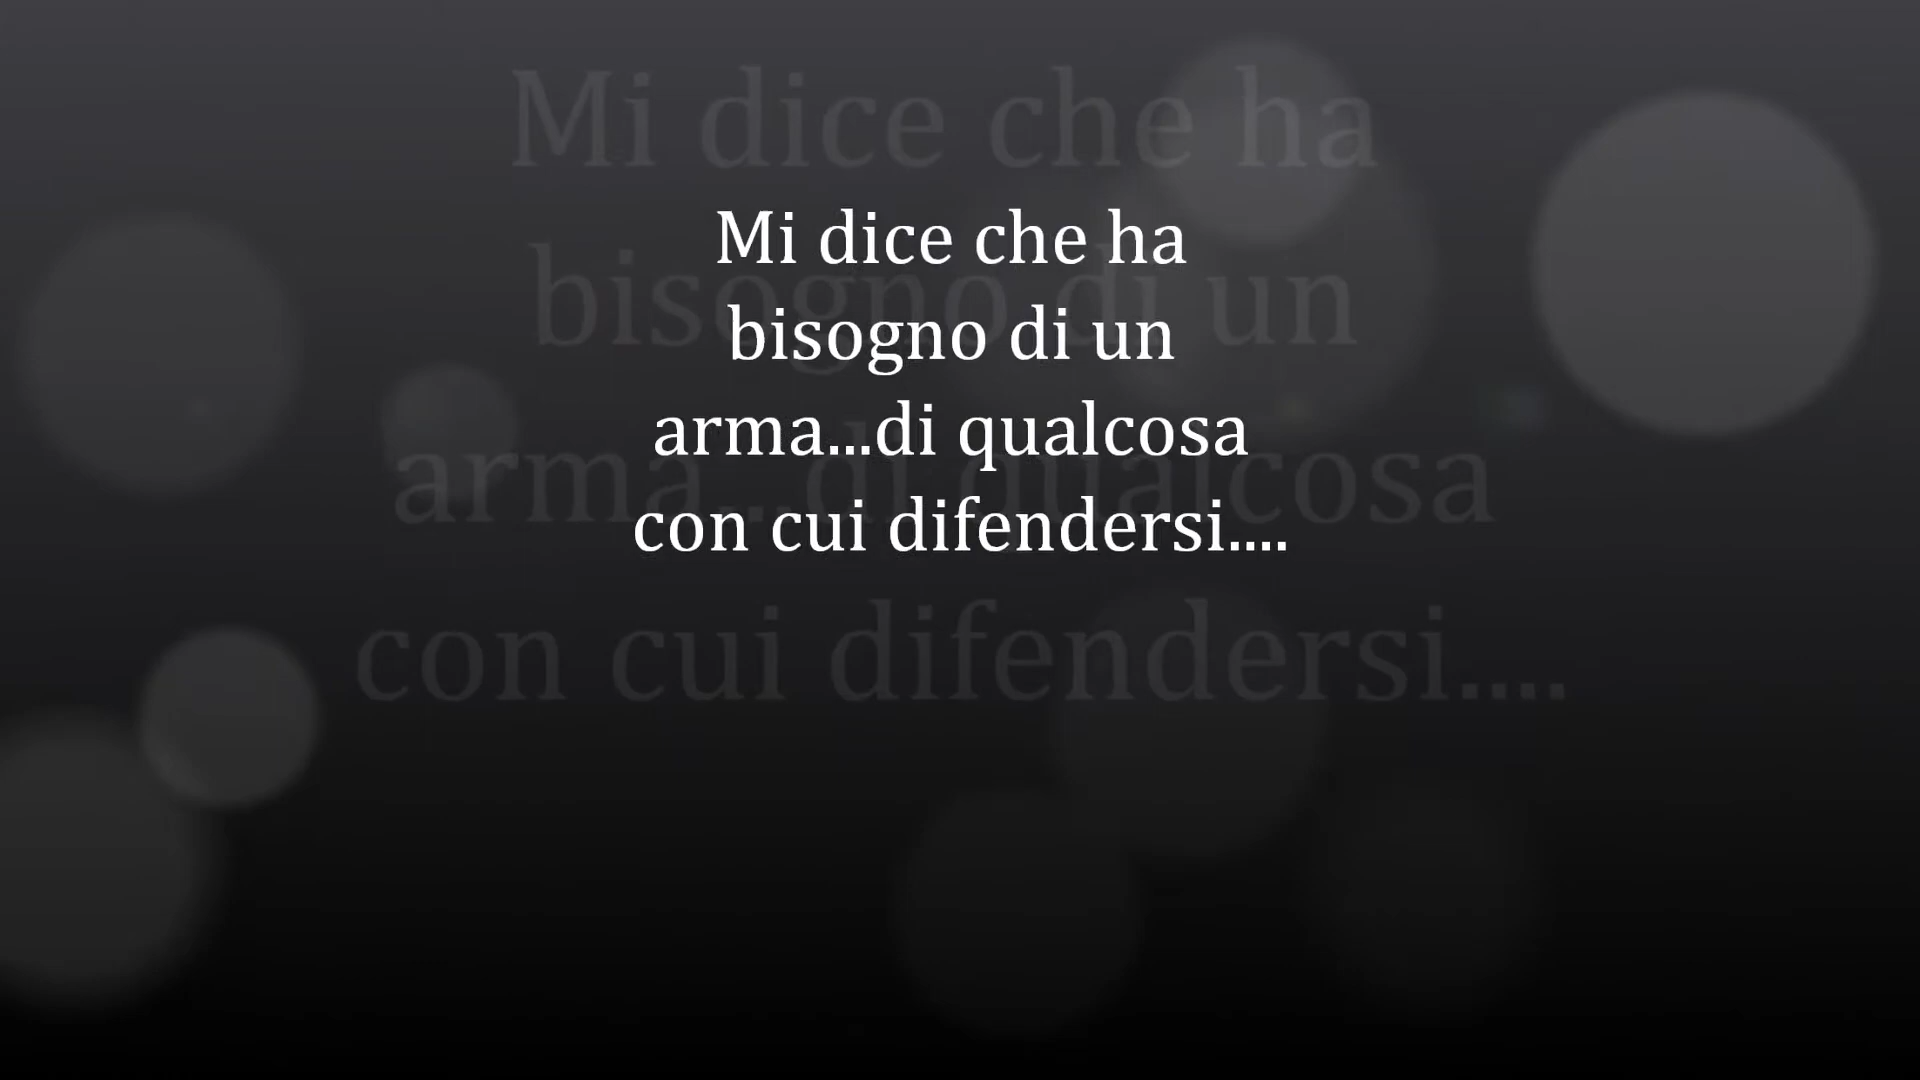 Mi dice che ha
bisogno di un
arma...di qualcosa
con cui difendersi....